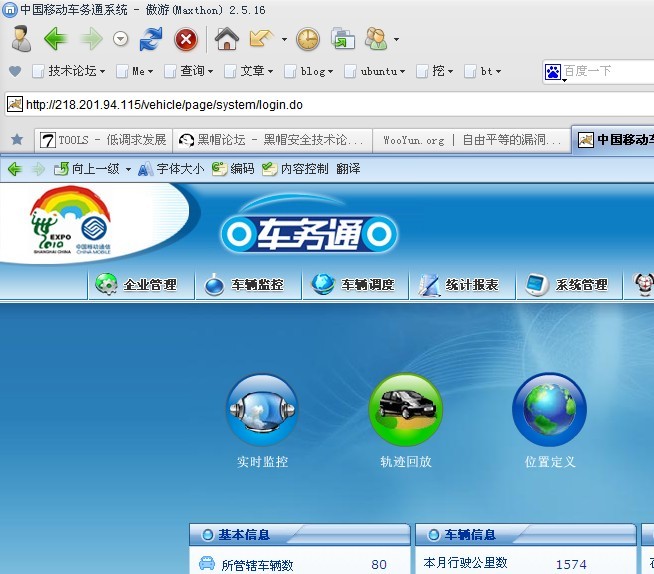 中国移动车务通系统 - 傲游(Maxthon) 2.5.16
技术论坛 Me 查询 文章 blog ubuntu 挖 bt 百度一下
http://218.201.94.115/vehicle/page/system/login.do
TOOLS - 低调求发展 黑帽论坛 - 黑帽安全技术论... WooYun.org | 自由平等的漏洞... 中国移动车
向上一级 字体大小 编码 内容控制 翻译
EXPO
2010
SHANGHAI CHINA
中国移动通信
CHINA MOBILE
车务通
企业管理 车辆监控 车辆调度 统计报表 系统管理
实时监控 轨迹回放 位置定义
基本信息 车辆信息
所管辖车辆数 80 本月行驶公里数 1574